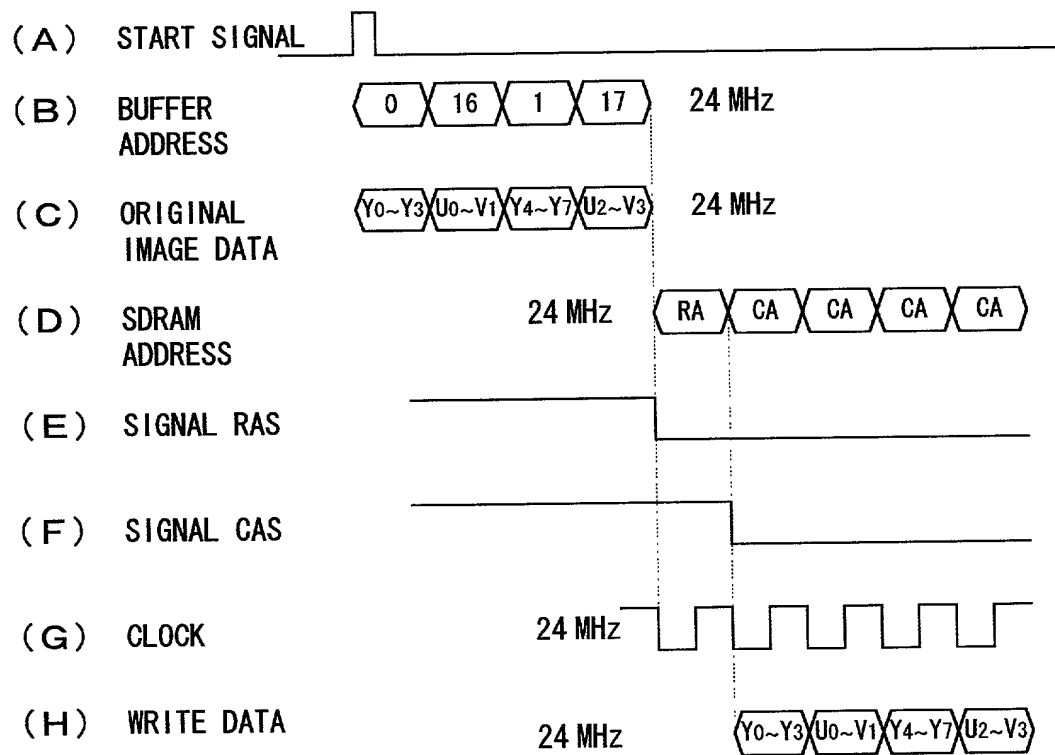 (A) START SIGNAL
(B) BUFFER ADDRESS 0 16 1 17 24 MHz
(C) ORIGINAL IMAGE DATA Y0~Y3 U0~V1 Y4~Y7 U2~V3 24 MHz
(D) SDRAM ADDRESS 24 MHz RA CA CA CA CA
(E) SIGNAL RAS
(F) SIGNAL CAS
(G) CLOCK 24 MHz
(H) WRITE DATA 24 MHz Y0~Y3 U0~V1 Y4~Y7 U2~V3